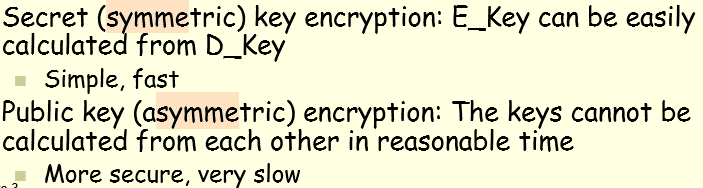 Secret (symmetric) key encryption: E_Key can be easily
calculated from D_Key
Simple, fast
Public key (asymmetric) encryption: The keys cannot be
calculated from each other in reasonable time
More secure, very slow